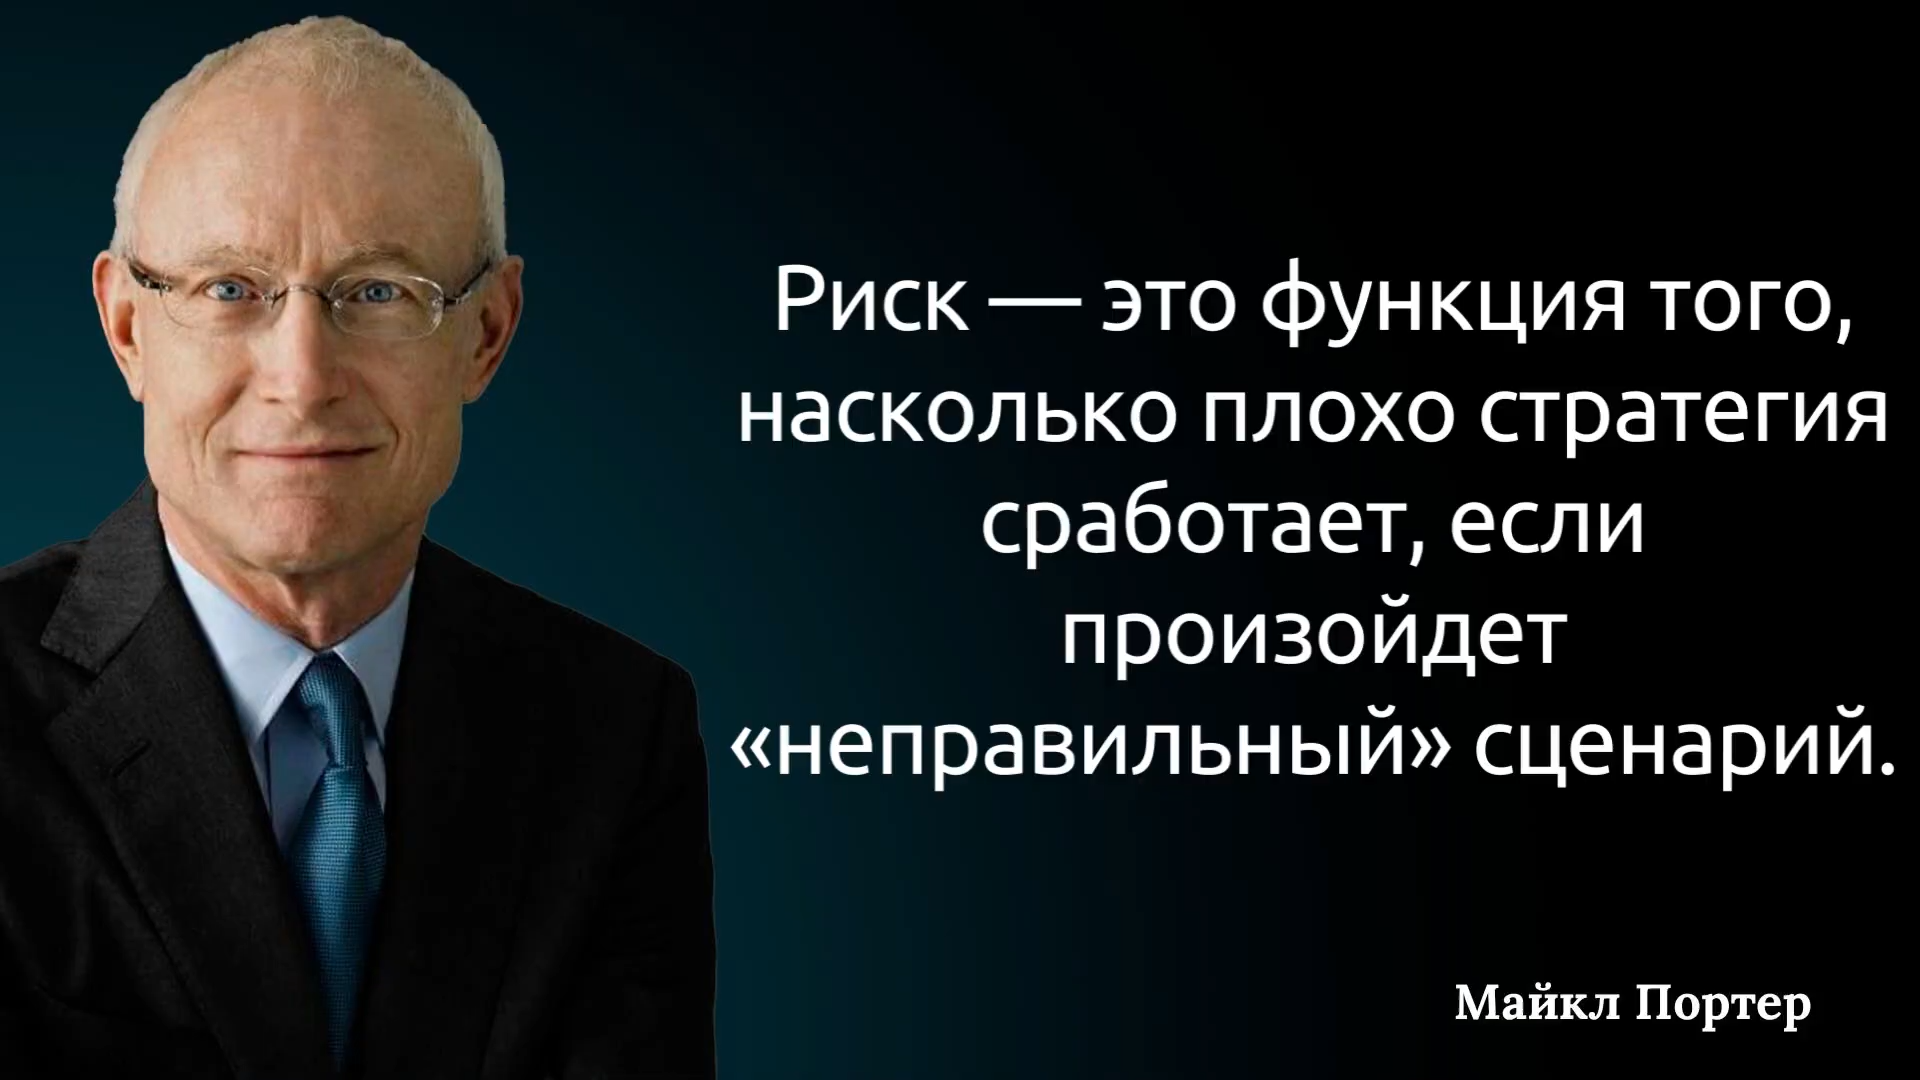 Риск — это функция того,
насколько плохо стратегия
сработает, если
произойдет
«неправильный» сценарий.
Майкл Портер